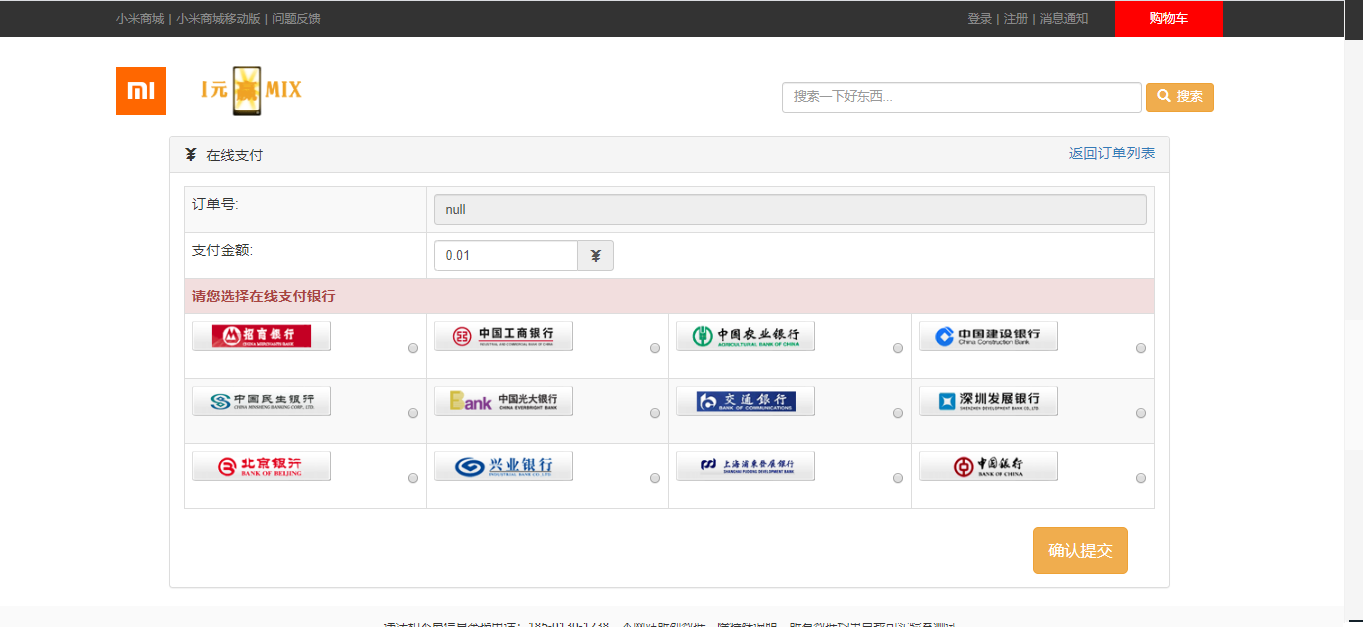 小米商城 | 小米商城移动版 | 问题反馈
登录 | 注册 | 消息通知
购物车
mi
1元赢MIX
搜索一下好东西...
搜索
¥ 在线支付
返回订单列表
订单号:
null
支付金额:
0.01 ¥
请您选择在线支付银行
招商银行
CHINA MERCHANTS BANK
中国工商银行
INDUSTRIAL AND COMMERCIAL BANK OF CHINA
中国农业银行
AGRICULTURAL BANK OF CHINA
中国建设银行
China Construction Bank
中国民生银行
CHINA MINSHENG BANKING CORP., LTD.
Bank 中国光大银行
CHINA EVERBRIGHT BANK
交通银行
BANK OF COMMUNICATIONS
深圳发展银行
SHENZHEN DEVELOPMENT BANK CO., LTD.
北京银行
BANK OF BEIJING
兴业银行
INDUSTRIAL BANK CO., LTD.
上海浦东发展银行
SHANGHAI PUDONG DEVELOPMENT BANK
中国银行
BANK OF CHINA
确认提交